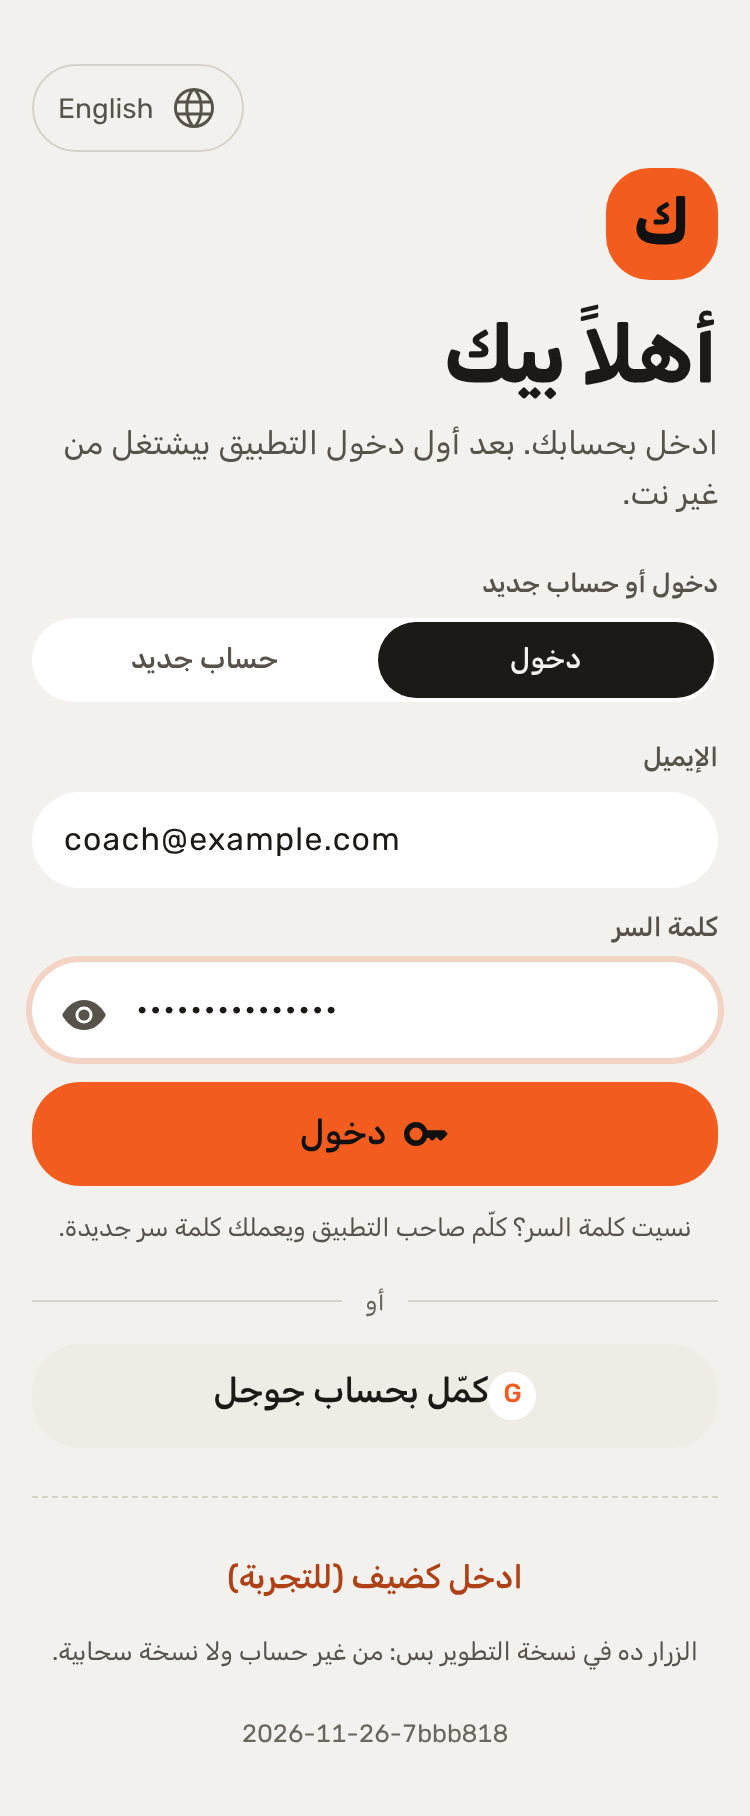 English
ك
أهلاً بيك
ادخل بحسابك. بعد أول دخول التطبيق بيشتغل من
غير نت.
دخول أو حساب جديد
دخول
حساب جديد
الإيميل
coach@example.com
كلمة السر
•••••••••••••••
دخول
نسيت كلمة السر؟ كلّم صاحب التطبيق ويعملك كلمة سر جديدة.
أو
G كمّل بحساب جوجل
ادخل كضيف (للتجربة)
الزرار ده في نسخة التطوير بس: من غير حساب ولا نسخة سحابية.
2026-11-26-7bbb818